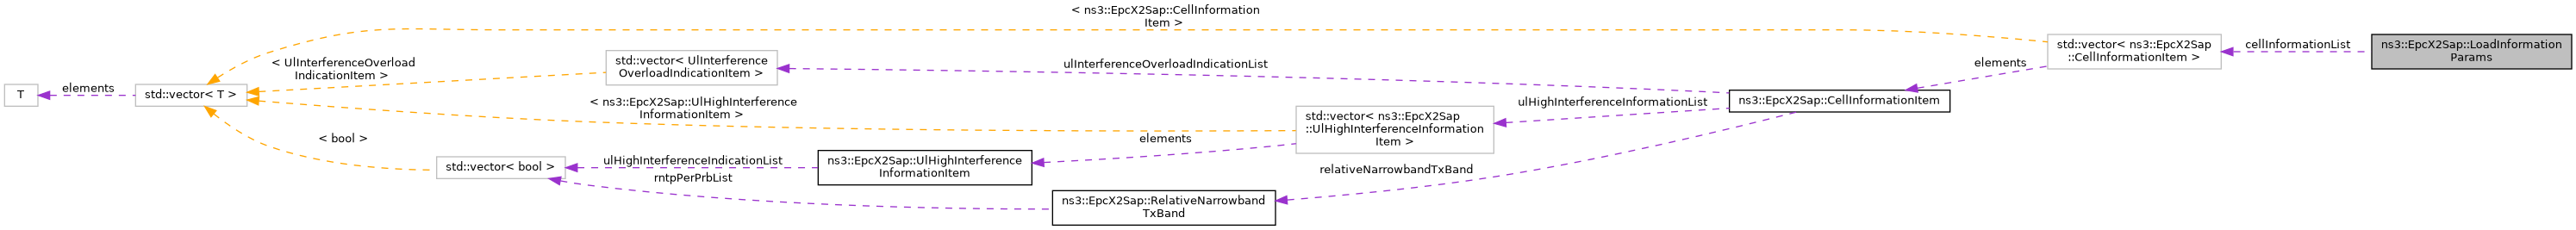 < ns3::EpcX2Sap::CellInformation
Item >
ns3::EpcX2Sap::LoadInformation
Params
cellInformationList
std::vector< ns3::EpcX2Sap
::CellInformationItem >
elements
ns3::EpcX2Sap::CellInformationItem
ulInterferenceOverloadIndicationList
std::vector< UlInterference
OverloadIndicationItem >
< UlInterferenceOverload
IndicationItem >
T
elements
std::vector< T >
< ns3::EpcX2Sap::UlHighInterference
InformationItem >
ulHighInterferenceInformationList
std::vector< ns3::EpcX2Sap
::UlHighInterferenceInformation
Item >
elements
ns3::EpcX2Sap::UlHighInterference
InformationItem
ulHighInterferenceIndicationList
std::vector< bool >
< bool >
rntpPerPrbList
relativeNarrowbandTxBand
ns3::EpcX2Sap::RelativeNarrowband
TxBand